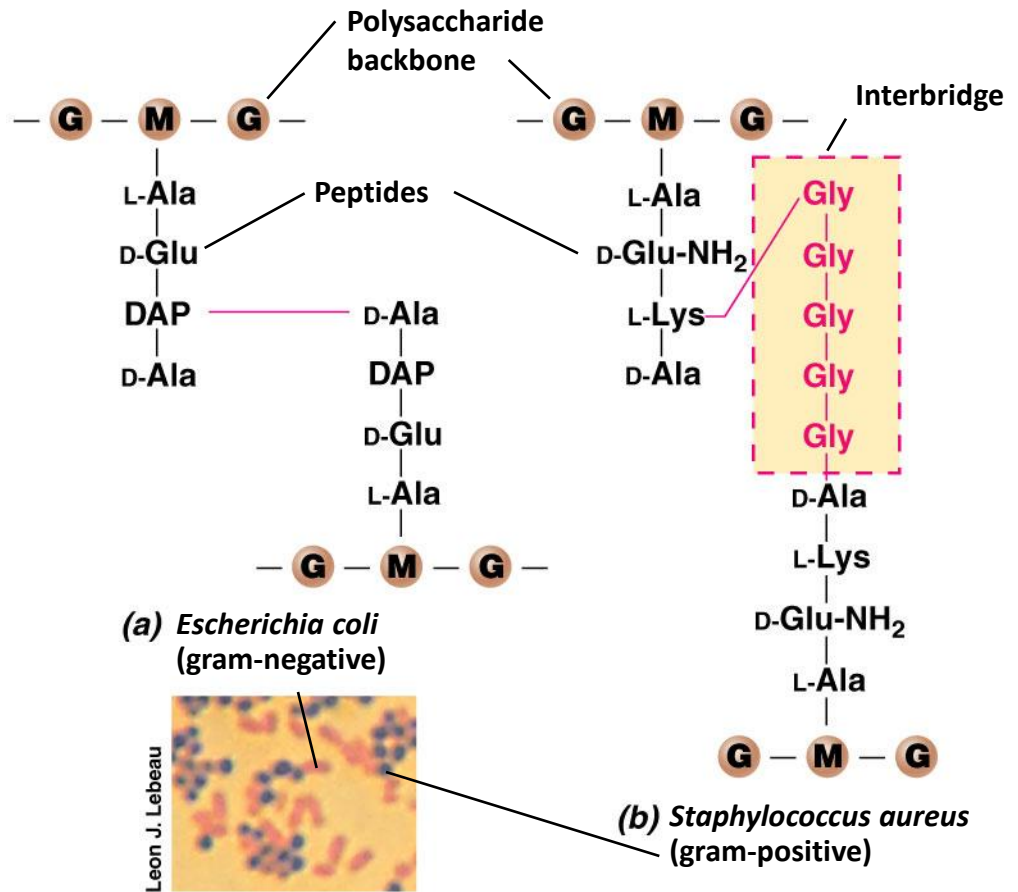 Polysaccharide
backbone
Interbridge
— G — M — G —
— G — M — G —
L-Ala
Peptides
L-Ala
Gly
D-Glu
D-Glu-NH₂
Gly
DAP
D-Ala
L-Lys
Gly
D-Ala
DAP
D-Ala
Gly
D-Glu
Gly
L-Ala
D-Ala
— G — M — G —
L-Lys
(a) Escherichia coli
(gram-negative)
D-Glu-NH₂
L-Ala
G — M — G
Leon J. Lebeau
(b) Staphylococcus aureus
(gram-positive)